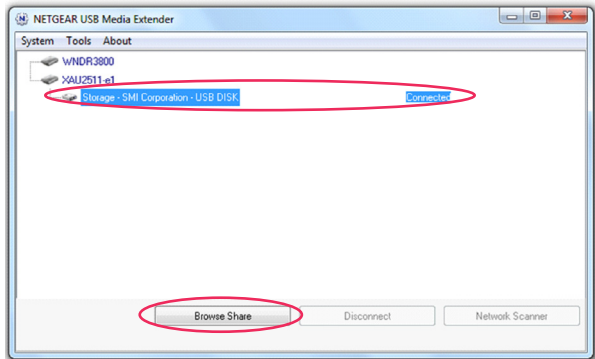 NETGEAR USB Media Extender
System Tools About
WNDR3800
XAU2511-e1
Storage - SMI Corporation - USB DISK Connected
Browse Share Disconnect Network Scanner